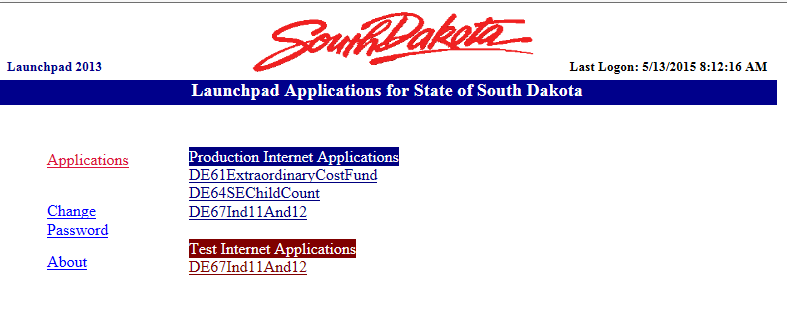 South Dakota
Launchpad 2013
Last Logon: 5/13/2015 8:12:16 AM
Launchpad Applications for State of South Dakota
Applications
Change
Password
About
Production Internet Applications
DE61ExtraordinaryCostFund
DE64SEChildCount
DE67Ind11And12
Test Internet Applications
DE67Ind11And12